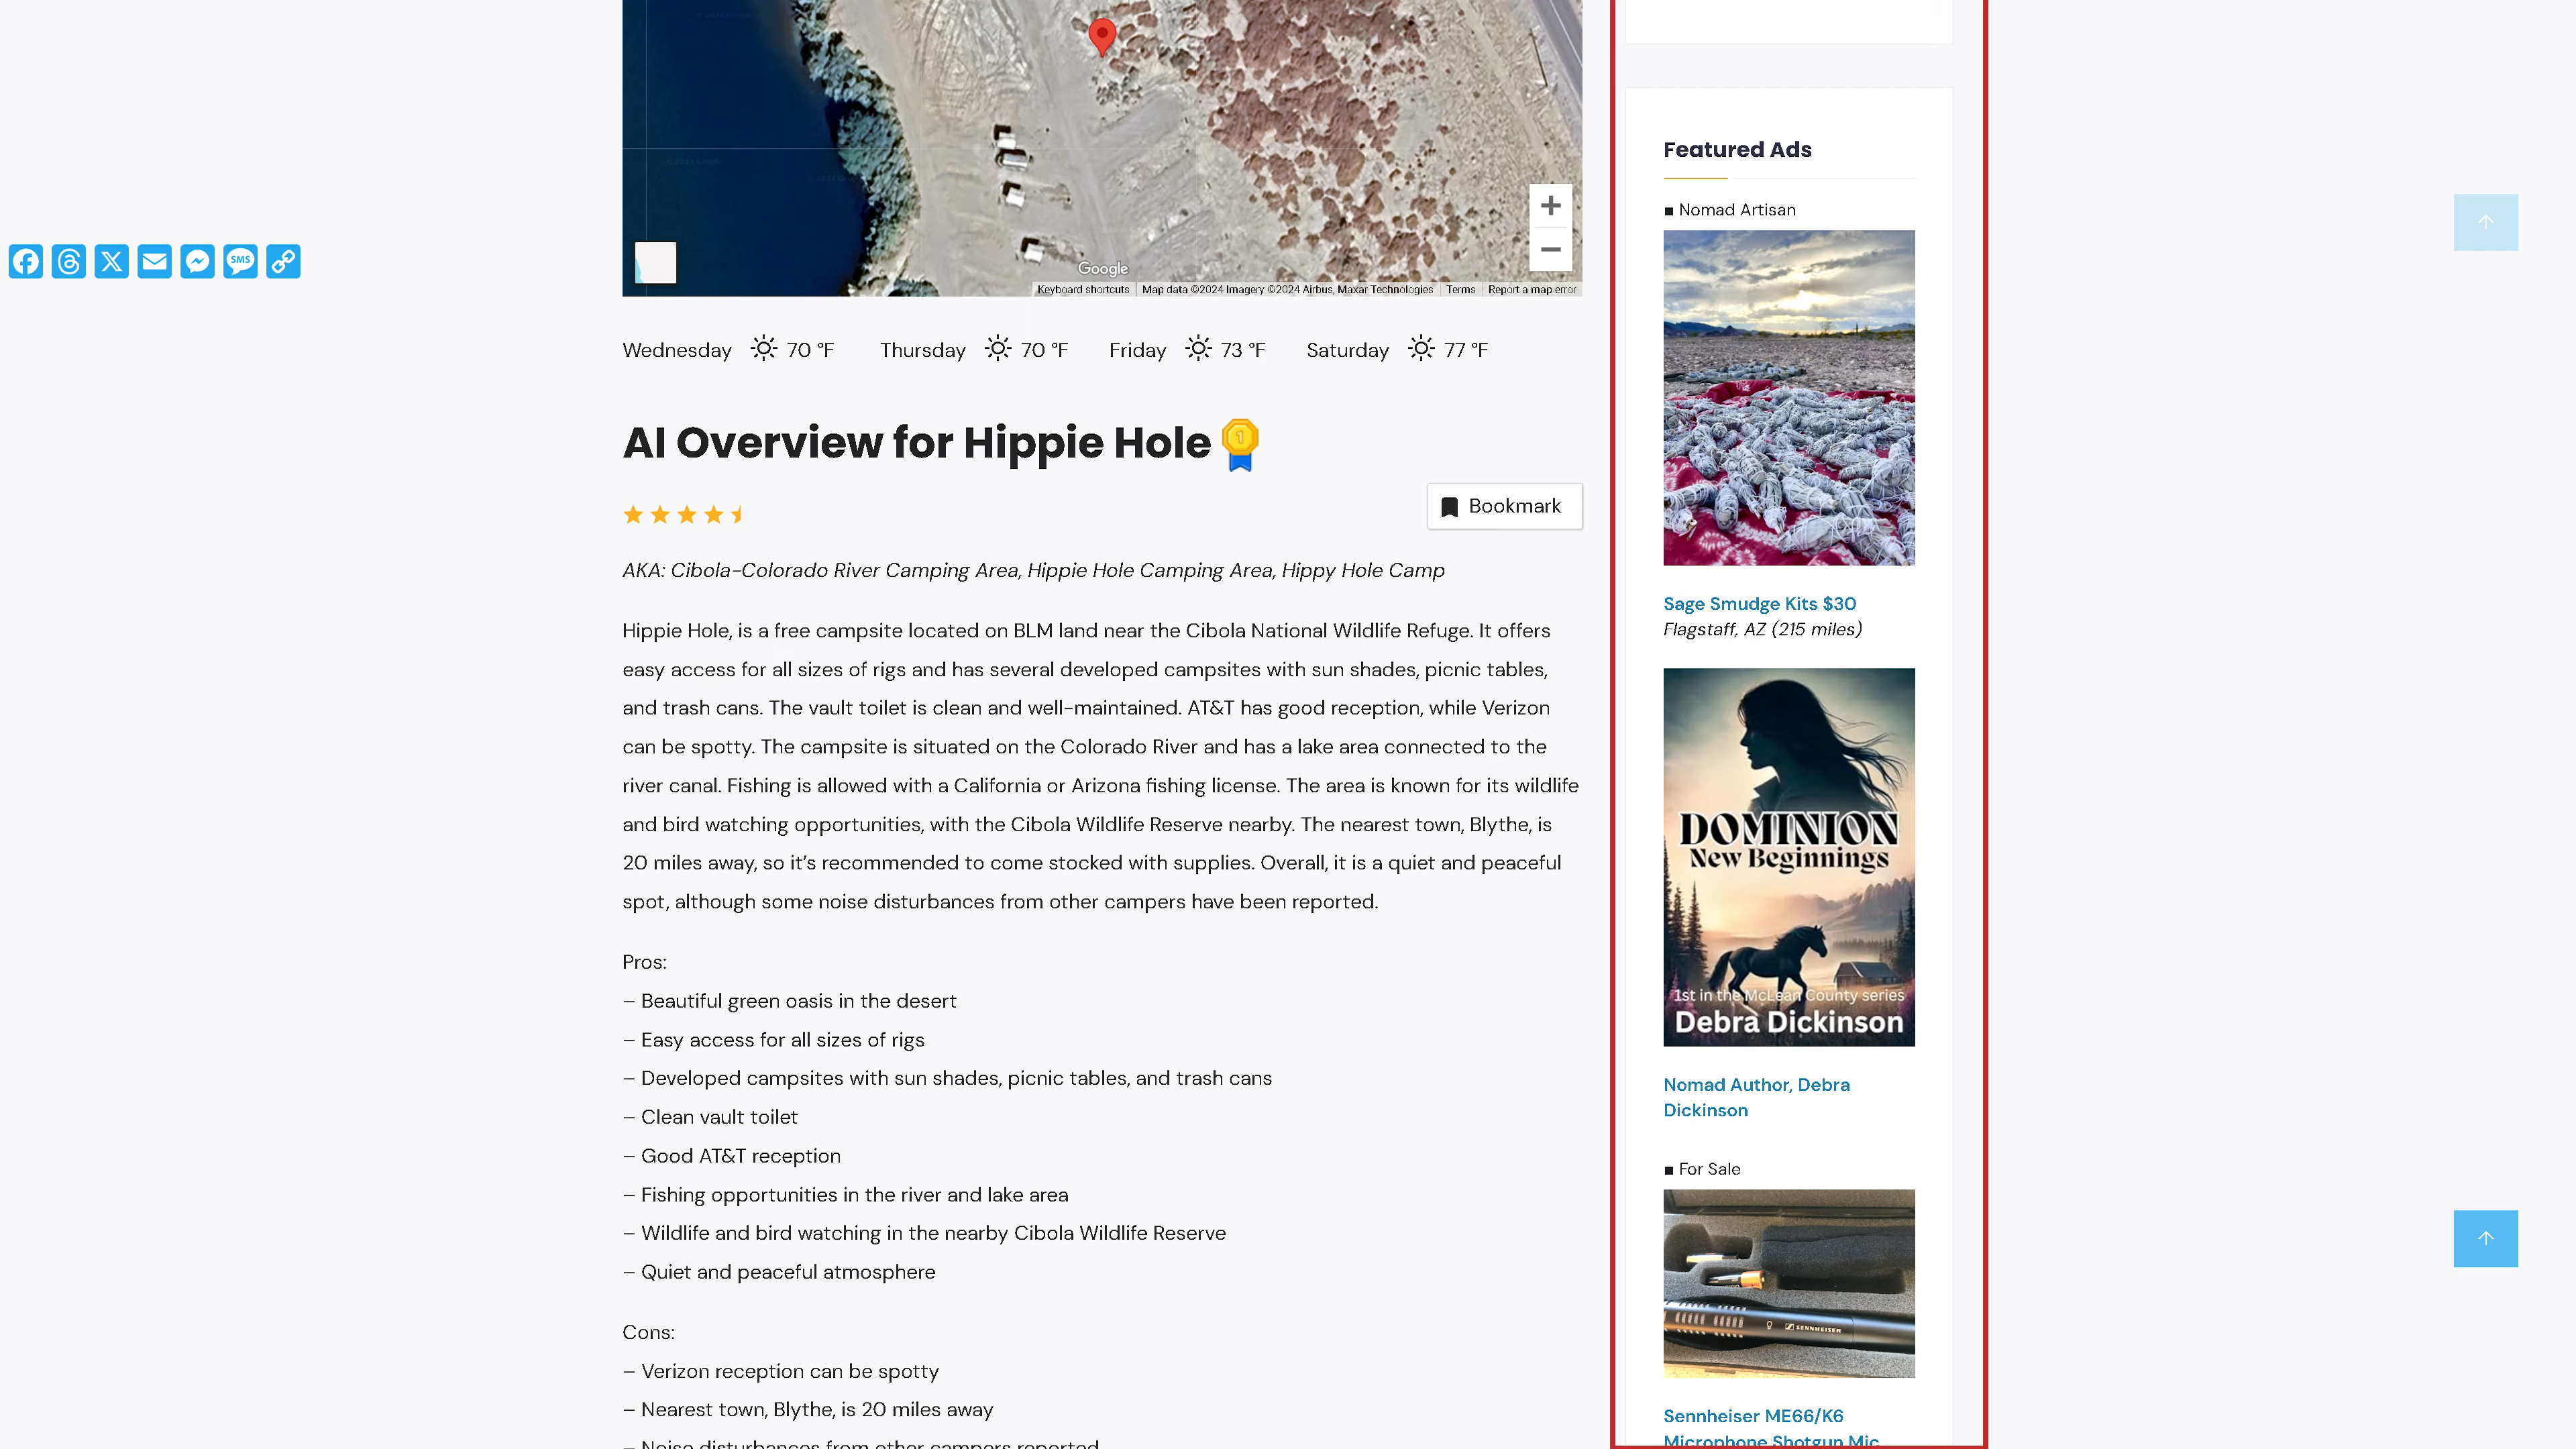 Google
Keyboard shortcuts
Map data ©2024 Imagery ©2024 Airbus, Maxar Technologies
Terms
Report a map error
SMS
Wednesday 70 °F Thursday 70 °F Friday 73 °F Saturday 77 °F
AI Overview for Hippie Hole
1
Bookmark
AKA: Cibola-Colorado River Camping Area, Hippie Hole Camping Area, Hippy Hole Camp
Hippie Hole, is a free campsite located on BLM land near the Cibola National Wildlife Refuge. It offers
easy access for all sizes of rigs and has several developed campsites with sun shades, picnic tables,
and trash cans. The vault toilet is clean and well-maintained. AT&T has good reception, while Verizon
can be spotty. The campsite is situated on the Colorado River and has a lake area connected to the
river canal. Fishing is allowed with a California or Arizona fishing license. The area is known for its wildlife
and bird watching opportunities, with the Cibola Wildlife Reserve nearby. The nearest town, Blythe, is
20 miles away, so it's recommended to come stocked with supplies. Overall, it is a quiet and peaceful
spot, although some noise disturbances from other campers have been reported.
Pros:
– Beautiful green oasis in the desert
– Easy access for all sizes of rigs
– Developed campsites with sun shades, picnic tables, and trash cans
– Clean vault toilet
– Good AT&T reception
– Fishing opportunities in the river and lake area
– Wildlife and bird watching in the nearby Cibola Wildlife Reserve
– Quiet and peaceful atmosphere
Cons:
– Verizon reception can be spotty
– Nearest town, Blythe, is 20 miles away
– Noise disturbances from other campers reported
Featured Ads
■ Nomad Artisan
Sage Smudge Kits $30
Flagstaff, AZ (215 miles)
DOMINION
New Beginnings
1st in the McLean County series
Debra Dickinson
Nomad Author, Debra
Dickinson
■ For Sale
SENNHEISER
Sennheiser ME66/K6
Microphone Shotgun Mic